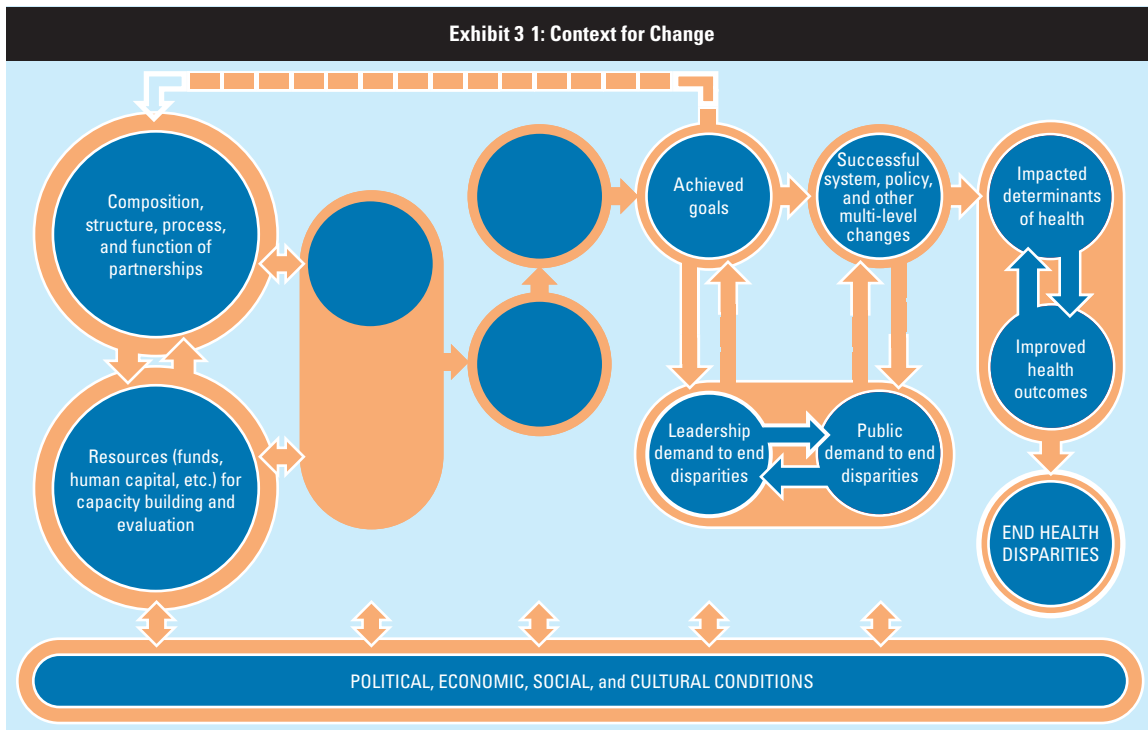 Exhibit 3 1: Context for Change
Composition,
structure, process,
and function of
partnerships
Resources (funds,
human capital, etc.) for
capacity building and
evaluation
Achieved
goals
Successful
system, policy,
and other
multi-level
changes
Impacted
determinants
of health
Improved
health
outcomes
Leadership
demand to end
disparities
Public
demand to end
disparities
END HEALTH
DISPARITIES
POLITICAL, ECONOMIC, SOCIAL, and CULTURAL CONDITIONS